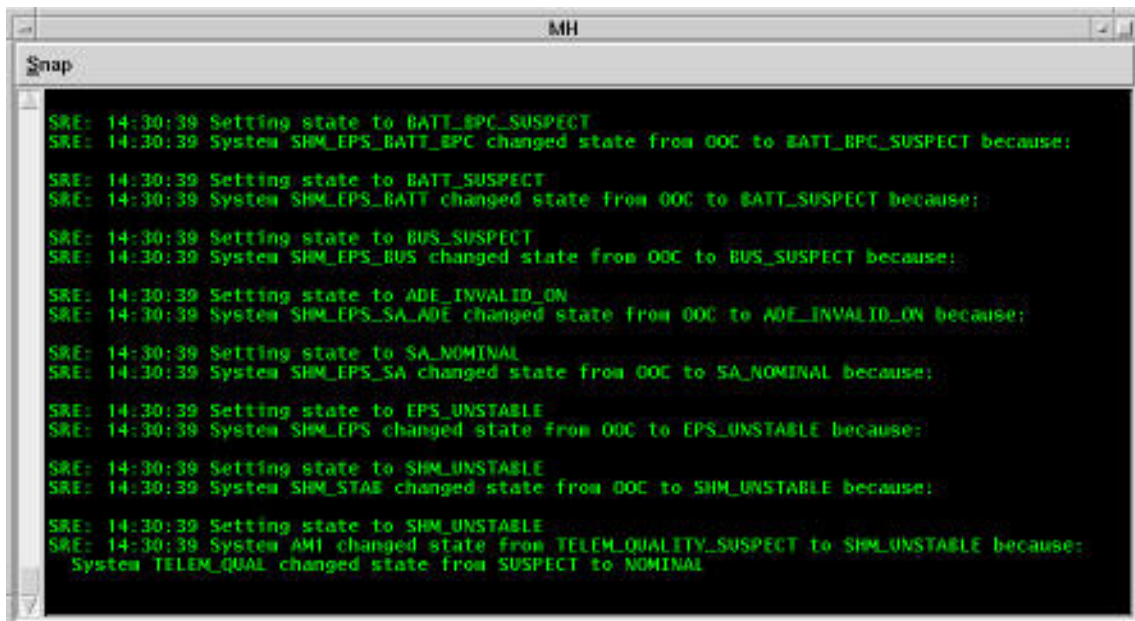 MH
Snap
SRE: 14:30:39 Setting state to BATT_BPC_SUSPECT
SRE: 14:30:39 System SHM_EPS_BATT_BPC changed state from OOC to BATT_BPC_SUSPECT because:
SRE: 14:30:39 Setting state to BATT_SUSPECT
SRE: 14:30:39 System SHM_EPS_BATT changed state from OOC to BATT_SUSPECT because:
SRE: 14:30:39 Setting state to BUS_SUSPECT
SRE: 14:30:39 System SHM_EPS_BUS changed state from OOC to BUS_SUSPECT because:
SRE: 14:30:39 Setting state to ADE_INVALID_ON
SRE: 14:30:39 System SHM_EPS_SA_ADE changed state from OOC to ADE_INVALID_ON because:
SRE: 14:30:39 Setting state to SA_NOMINAL
SRE: 14:30:39 System SHM_EPS_SA changed state from OOC to SA_NOMINAL because:
SRE: 14:30:39 Setting state to EPS_UNSTABLE
SRE: 14:30:39 System SHM_EPS changed state from OOC to EPS_UNSTABLE because:
SRE: 14:30:39 Setting state to SHM_UNSTABLE
SRE: 14:30:39 System SHM_STAB changed state from OOC to SHM_UNSTABLE because:
SRE: 14:30:39 Setting state to SHM_UNSTABLE
SRE: 14:30:39 System AM1 changed state from TELEM_QUALITY_SUSPECT to SHM_UNSTABLE because:
System TELEM_QUAL changed state from SUSPECT to NOMINAL